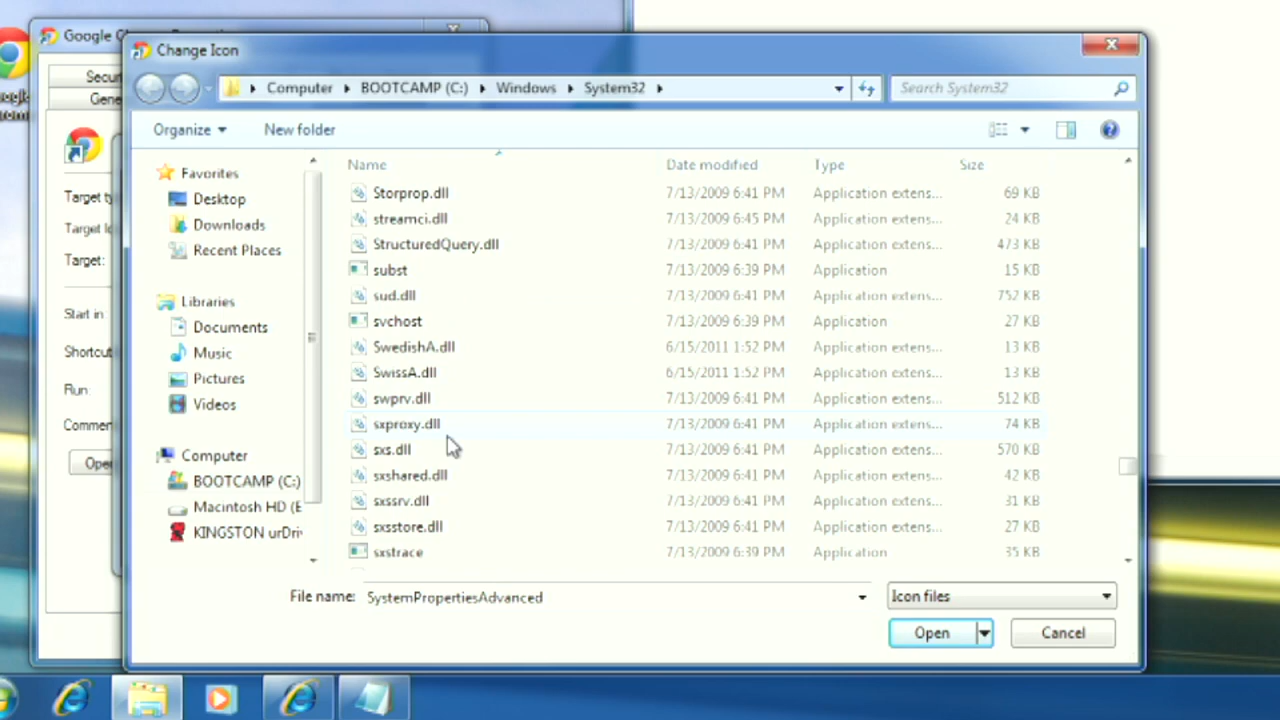 Google Ch
Change Icon
Computer
BOOTCAMP (C:)
Windows
System32
Search System32
Secur
Gene
Organize
New folder
Target ty
Target lo
Target:
Start in:
Shortcut
Run:
Commen
Open
Favorites
Desktop
Downloads
Recent Places
Libraries
Documents
Music
Pictures
Videos
Computer
BOOTCAMP (C:)
Macintosh HD (E
KINGSTON urDri
Name Date modified Type Size
Storprop.dll 7/13/2009 6:41 PM Application extens... 69 KB
streamci.dll 7/13/2009 6:45 PM Application extens... 24 KB
StructuredQuery.dll 7/13/2009 6:41 PM Application extens... 473 KB
subst 7/13/2009 6:39 PM Application 15 KB
sud.dll 7/13/2009 6:41 PM Application extens... 752 KB
svchost 7/13/2009 6:39 PM Application 27 KB
SwedishA.dll 6/15/2011 1:52 PM Application extens... 13 KB
SwissA.dll 6/15/2011 1:52 PM Application extens... 13 KB
swprv.dll 7/13/2009 6:41 PM Application extens... 512 KB
sxproxy.dll 7/13/2009 6:41 PM Application extens... 74 KB
sxs.dll 7/13/2009 6:41 PM Application extens... 570 KB
sxshared.dll 7/13/2009 6:41 PM Application extens... 42 KB
sxssrv.dll 7/13/2009 6:41 PM Application extens... 31 KB
sxsstore.dll 7/13/2009 6:41 PM Application extens... 27 KB
sxstrace 7/13/2009 6:39 PM Application 35 KB
File name: SystemPropertiesAdvanced
Icon files
Open
Cancel